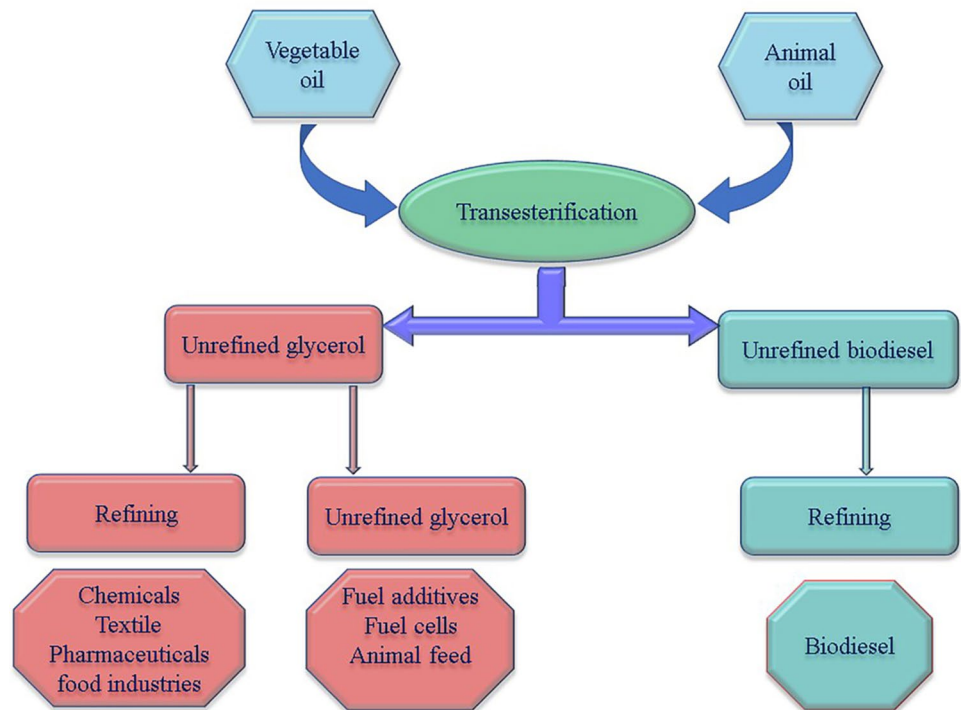 Vegetable
oil
Animal
oil
Transesterification
Unrefined glycerol
Unrefined biodiesel
Refining
Unrefined glycerol
Refining
Chemicals
Textile
Pharmaceuticals
food industries
Fuel additives
Fuel cells
Animal feed
Biodiesel